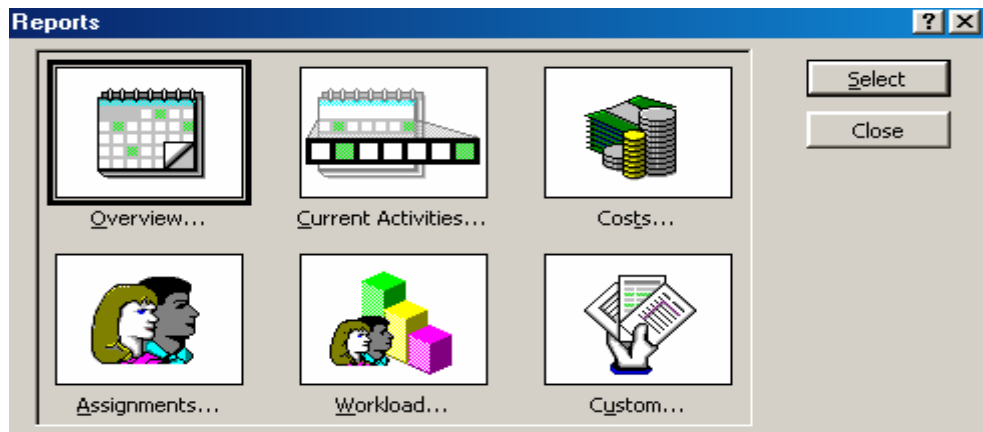 Reports
Select
Close
Overview...
Current Activities...
Costs...
Assignments...
Workload...
Custom...